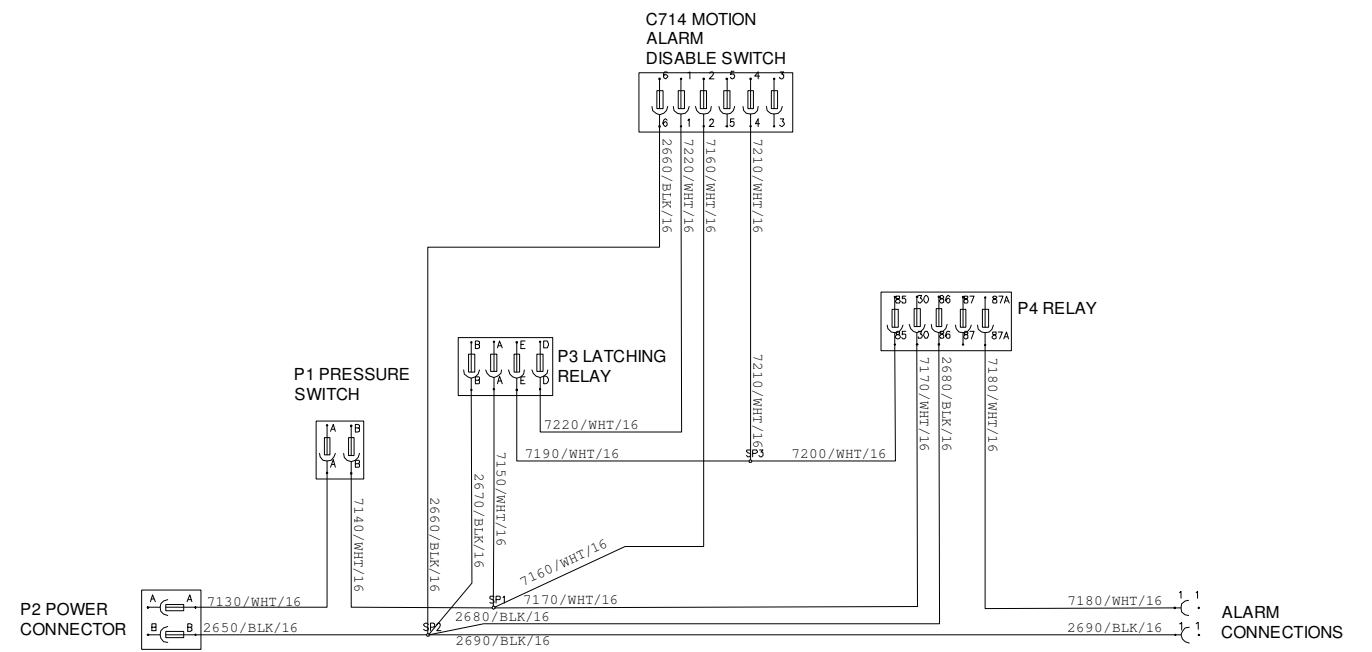 C714 MOTION
ALARM
DISABLE SWITCH
6 1 2 5 4 3
6 1 2 5 4 3
2660/BLK/16
7220/WHT/16
7160/WHT/16
7210/WHT/16
85 30 86 87 87A
85 30 86 87 87A
P4 RELAY
B A E D
B A E D
P3 LATCHING
RELAY
P1 PRESSURE
SWITCH
A B
A B
7210/WHT/16
7170/WHT/16
2680/BLK/16
7180/WHT/16
7220/WHT/16
7190/WHT/16
SP3
7200/WHT/16
7140/WHT/16
2660/BLK/16
2670/BLK/16
7150/WHT/16
7160/WHT/16
P2 POWER
CONNECTOR
A A
B B
7130/WHT/16
2650/BLK/16
SP1
7170/WHT/16
2680/BLK/16
SP2
2690/BLK/16
7180/WHT/16
2690/BLK/16
1 1
1 1
ALARM
CONNECTIONS